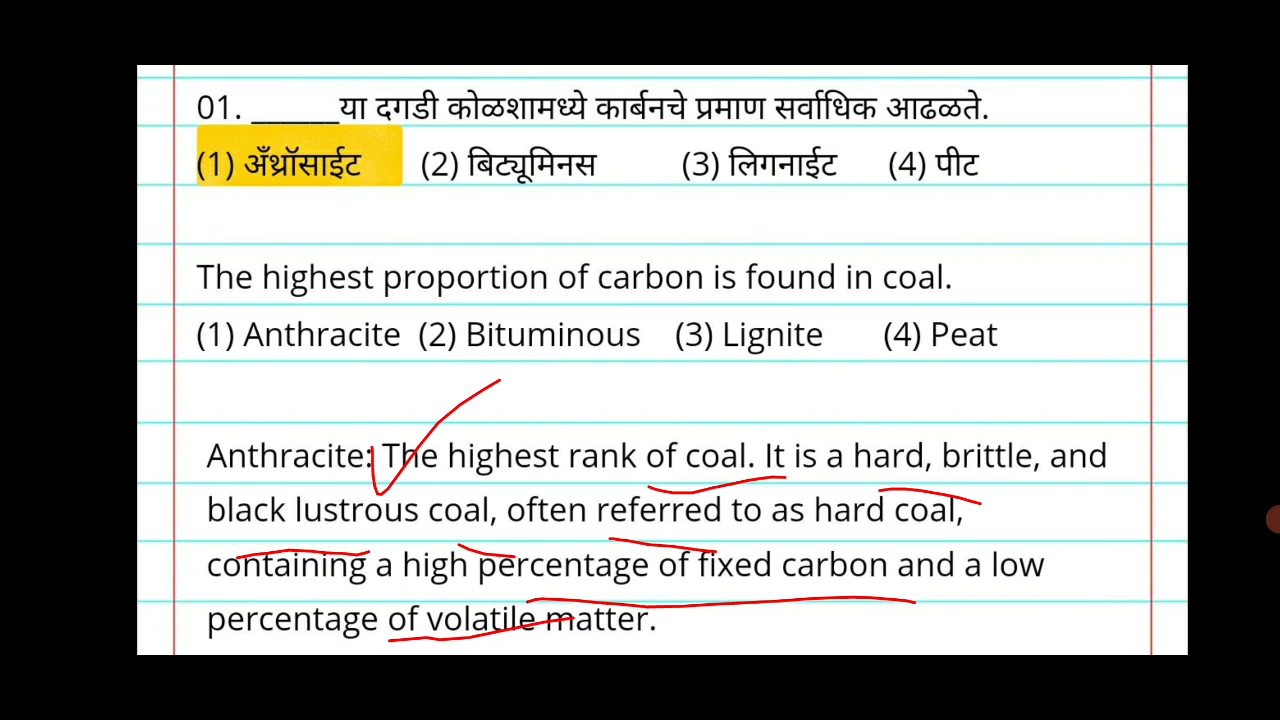 01. ______या दगडी कोळशामध्ये कार्बनचे प्रमाण सर्वाधिक आढळते.
(1) अँथ्रॉसाईट (2) बिट्यूमिनस (3) लिगनाईट (4) पीट
The highest proportion of carbon is found in coal.
(1) Anthracite (2) Bituminous (3) Lignite (4) Peat
Anthracite: The highest rank of coal. It is a hard, brittle, and
black lustrous coal, often referred to as hard coal,
containing a high percentage of fixed carbon and a low
percentage of volatile matter.